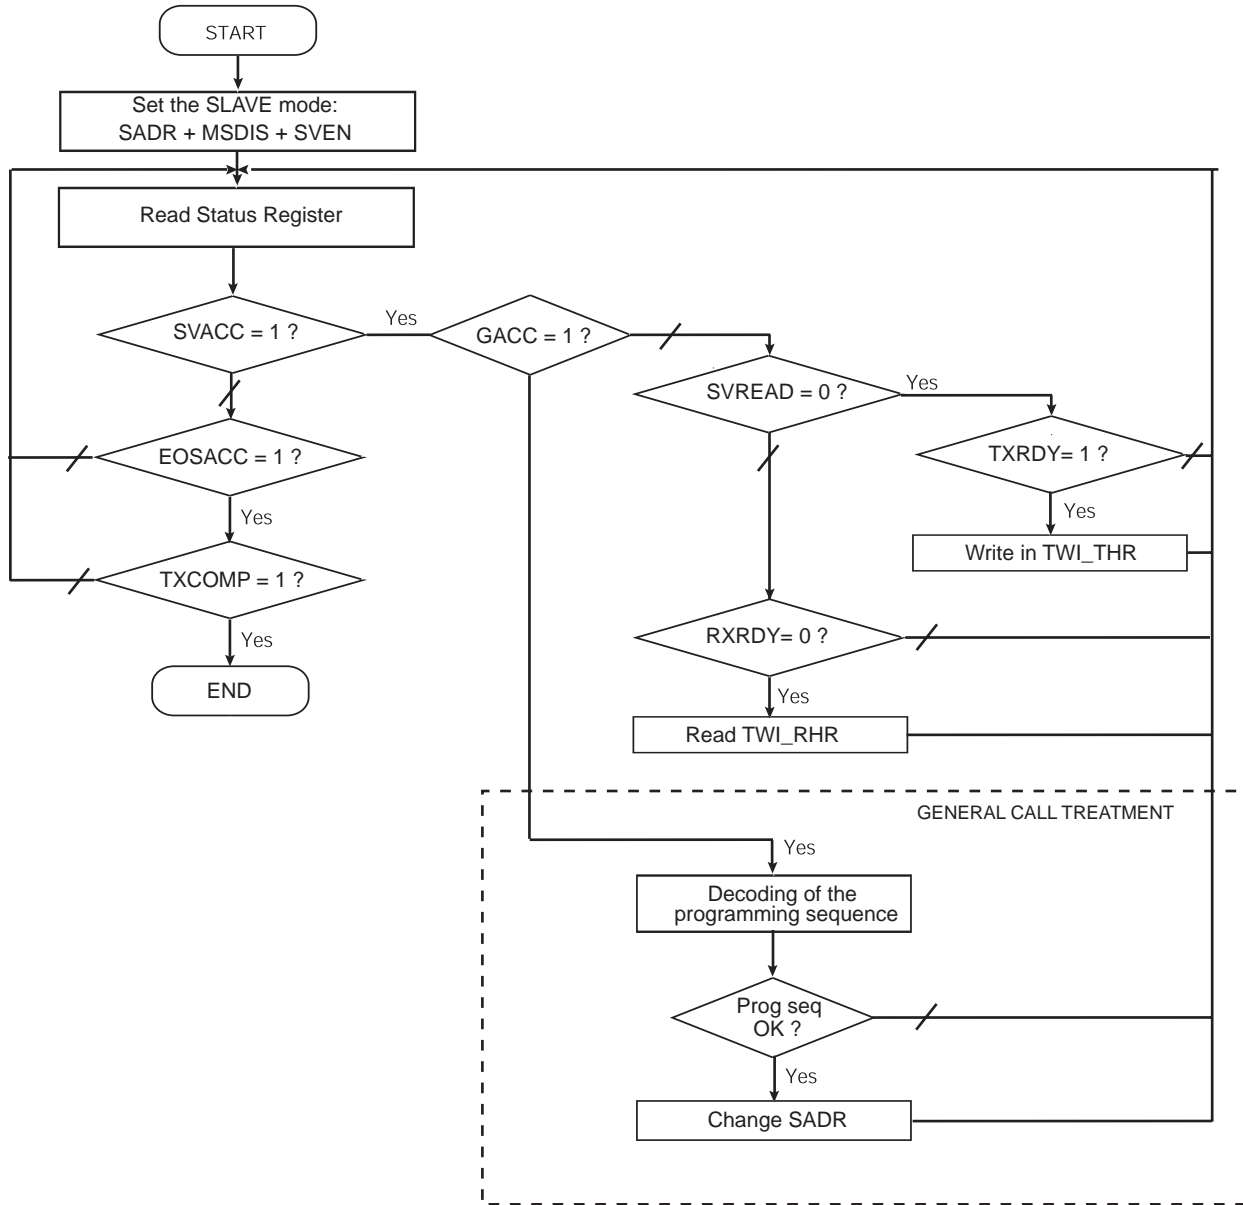 START
Set the SLAVE mode:
SADR + MSDIS + SVEN
Read Status Register
SVACC = 1 ?
Yes
GACC = 1 ?
SVREAD = 0 ?
Yes
EOSACC = 1 ?
TXRDY= 1 ?
Yes
Yes
Write in TWI_THR
TXCOMP = 1 ?
Yes
RXRDY= 0 ?
END
Yes
Read TWI_RHR
GENERAL CALL TREATMENT
Yes
Decoding of the
programming sequence
Prog seq
OK ?
Yes
Change SADR